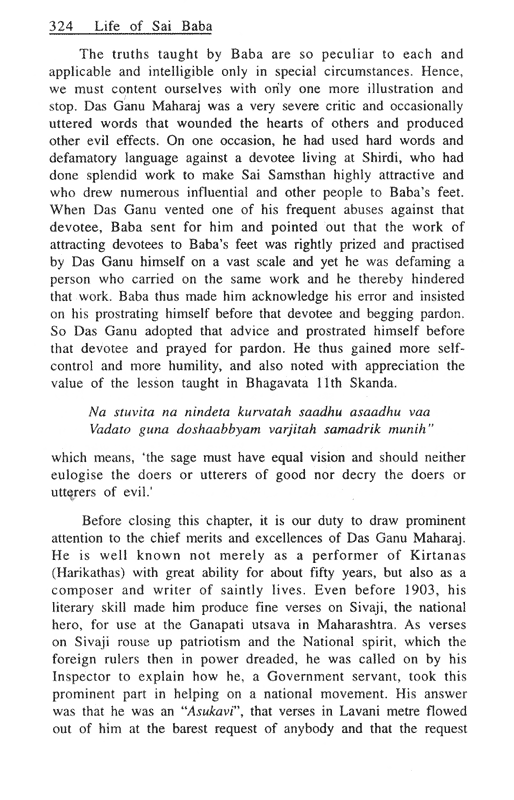 324 Life of Sai Baba
The truths taught by Baba are so peculiar to each and
applicable and intelligible only in special circumstances. Hence,
we must content ourselves with only one more illustration and
stop. Das Ganu Maharaj was a very severe critic and occasionally
uttered words that wounded the hearts of others and produced
other evil effects. On one occasion, he had used hard words and
defamatory language against a devotee living at Shirdi, who had
done splendid work to make Sai Samsthan highly attractive and
who drew numerous influential and other people to Baba's feet.
When Das Ganu vented one of his frequent abuses against that
devotee, Baba sent for him and pointed out that the work of
attracting devotees to Baba's feet was rightly prized and practised
by Das Ganu himself on a vast scale and yet he was defaming a
person who carried on the same work and he thereby hindered
that work. Baba thus made him acknowledge his error and insisted
on his prostrating himself before that devotee and begging pardon.
So Das Ganu adopted that advice and prostrated himself before
that devotee and prayed for pardon. He thus gained more self-
control and more humility, and also noted with appreciation the
value of the lesson taught in Bhagavata 11th Skanda.
Na stuvita na nindeta kurvatah saadhu asaadhu vaa
Vadato guna doshaabbyam varjitah samadrik munih"
which means, 'the sage must have equal vision and should neither
eulogise the doers or utterers of good nor decry the doers or
utterers of evil.'
Before closing this chapter, it is our duty to draw prominent
attention to the chief merits and excellences of Das Ganu Maharaj.
He is well known not merely as a performer of Kirtanas
(Harikathas) with great ability for about fifty years, but also as a
composer and writer of saintly lives. Even before 1903, his
literary skill made him produce fine verses on Sivaji, the national
hero, for use at the Ganapati utsava in Maharashtra. As verses
on Sivaji rouse up patriotism and the National spirit, which the
foreign rulers then in power dreaded, he was called on by his
Inspector to explain how he, a Government servant, took this
prominent part in helping on a national movement. His answer
was that he was an "Asukavi", that verses in Lavani metre flowed
out of him at the barest request of anybody and that the request